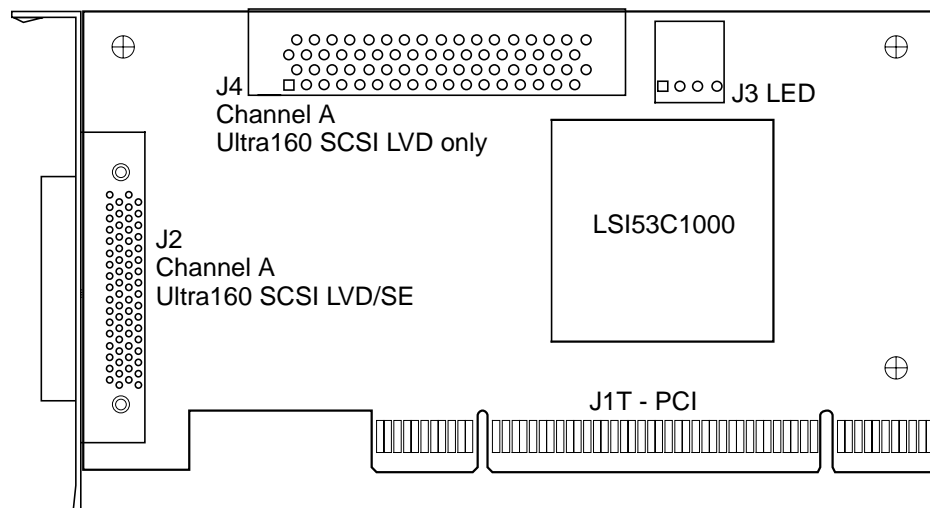 J4
Channel A
Ultra160 SCSI LVD only
J3 LED
LSI53C1000
J2
Channel A
Ultra160 SCSI LVD/SE
J1T - PCI